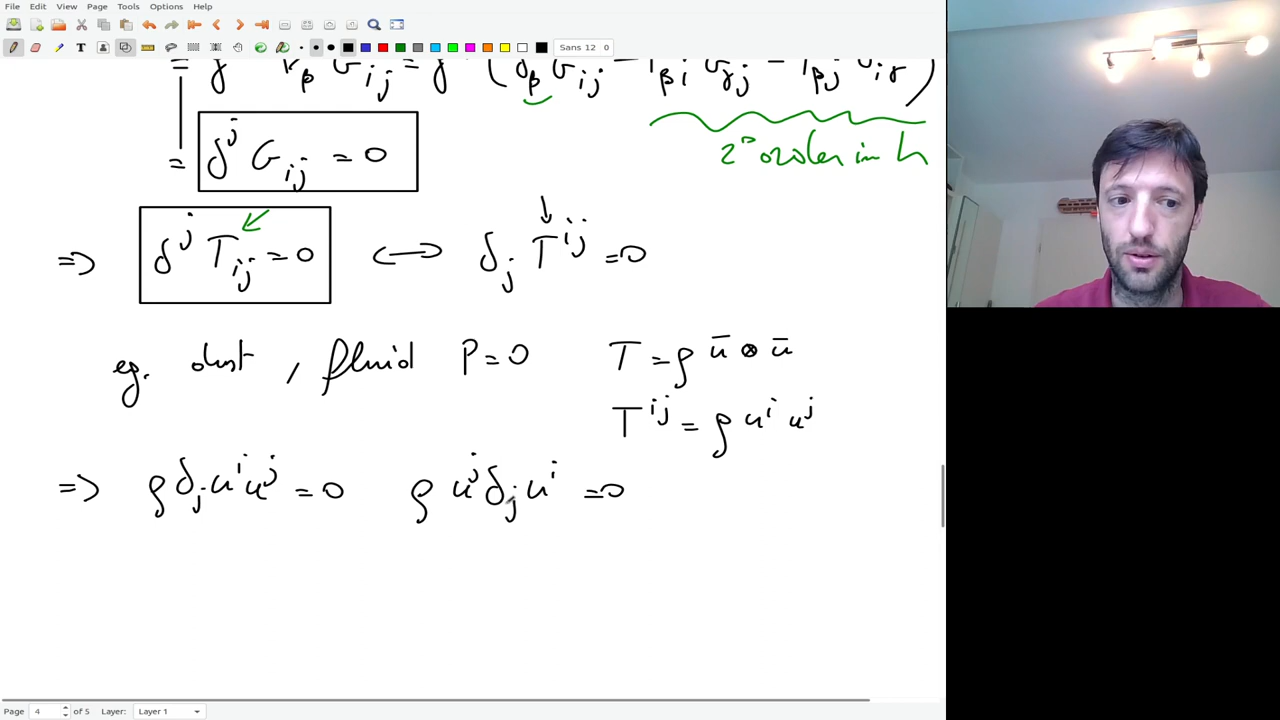 File Edit View Page Tools Options Help
Sans 12 0
2° order in h
= ∂^j G_ij = 0
=> ∂^j T_ij = 0 <-> ∂_j T^ij = 0
eg. dust, fluid P = 0 T = ρ ū ⊗ ū
T^ij = ρ u^i u^j
=> ρ ∂_j u^i u^j = 0 ρ u^j ∂_j u^i = 0
Page 4 of 5 Layer: Layer 1